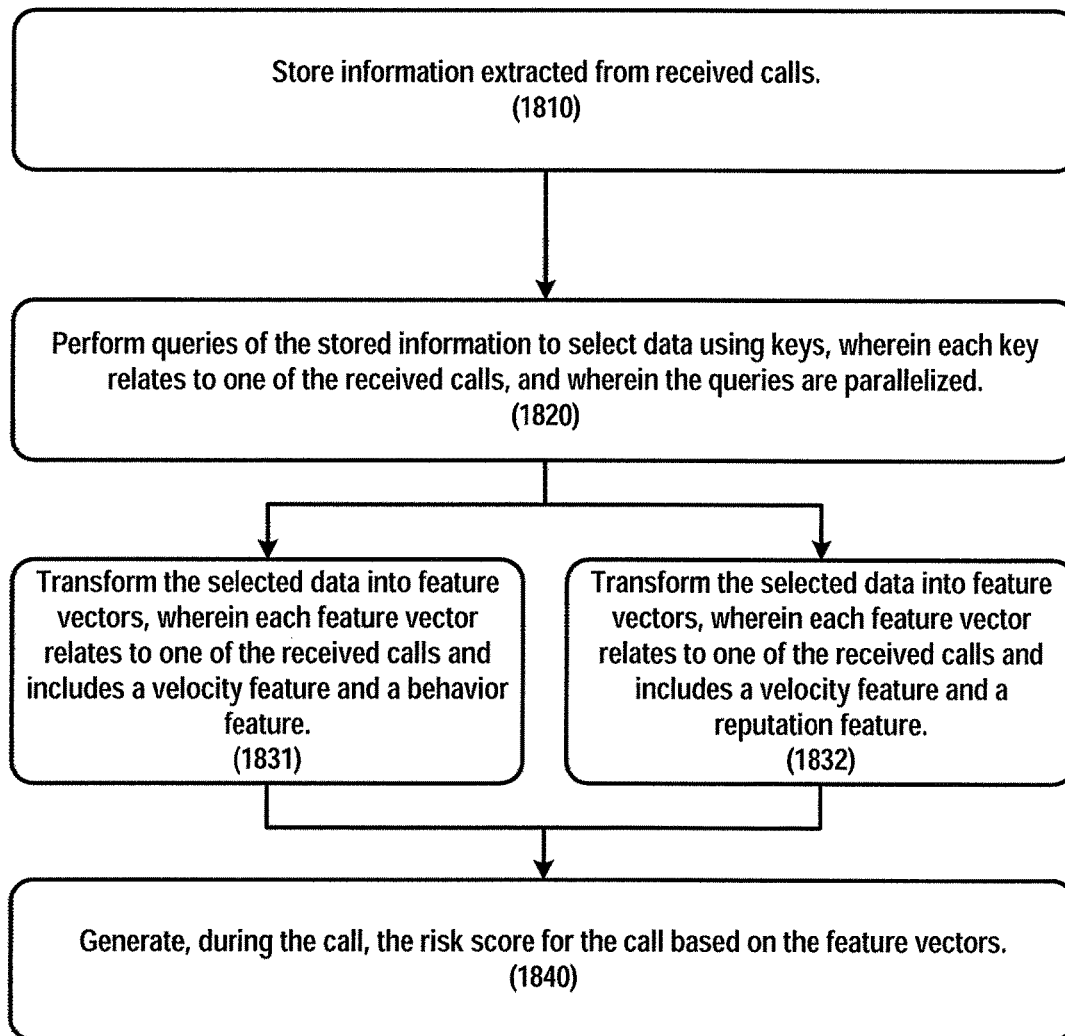 Store information extracted from received calls.
(1810)
Perform queries of the stored information to select data using keys, wherein each key
relates to one of the received calls, and wherein the queries are parallelized.
(1820)
Transform the selected data into feature
vectors, wherein each feature vector
relates to one of the received calls and
includes a velocity feature and a behavior
feature.
(1831)
Transform the selected data into feature
vectors, wherein each feature vector
relates to one of the received calls and
includes a velocity feature and a
reputation feature.
(1832)
Generate, during the call, the risk score for the call based on the feature vectors.
(1840)